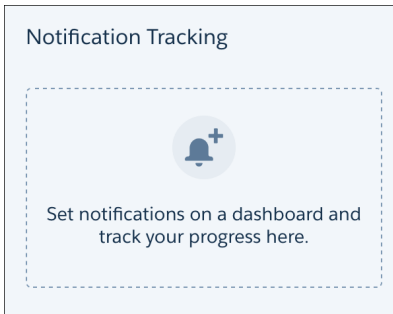 Notification Tracking
Set notifications on a dashboard and
track your progress here.